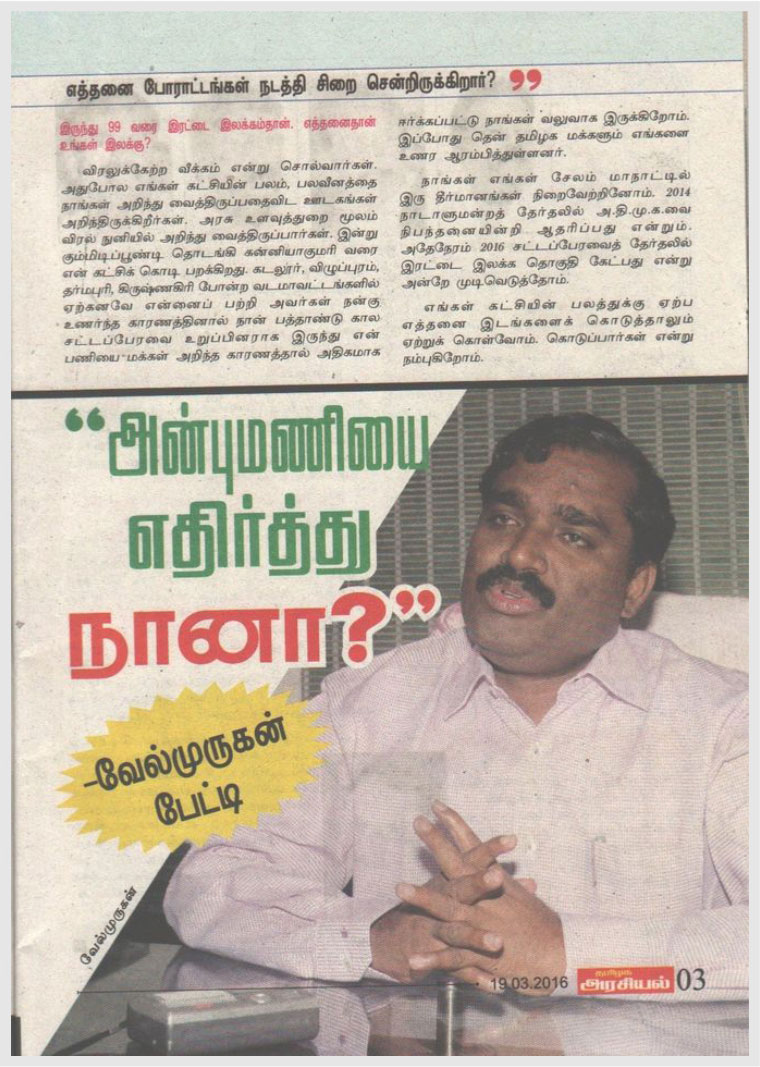 எத்தனை போராட்டங்கள் நடத்தி சிறை சென்றிருக்கிறார்? ”
இருந்து 99 வரை இரட்டை இலக்கம்தான். எத்தனைதான்
உங்கள் இலக்கு?
விரலுக்கேற்ற வீக்கம் என்று சொல்வார்கள்.
அதுபோல எங்கள் கட்சியின் பலம், பலவீனத்தை
நாங்கள் அறிந்து வைத்திருப்பதைவிட ஊடகங்கள்
அறிந்திருக்கிறீர்கள். அரசு உளவுத்துறை மூலம்
விரல் நுனியில் அறிந்து வைத்திருப்பார்கள். இன்று
கும்மிடிப்பூண்டி தொடங்கி கன்னியாகுமரி வரை
என் கட்சிக் கொடி பறக்கிறது. கடலூர், விழுப்புரம்,
தர்மபுரி, கிருஷ்ணகிரி போன்ற வடமாவட்டங்களில்
ஏற்கனவே என்னைப் பற்றி அவர்கள் நன்கு
உணர்ந்த காரணத்தினால் நான் பத்தாண்டு கால
சட்டப்பேரவை உறுப்பினராக இருந்து என்
பணியை மக்கள் அறிந்த காரணத்தால் அதிகமாக
ஈர்க்கப்பட்டு நாங்கள் வலுவாக இருக்கிறோம்.
இப்போது தென் தமிழக மக்களும் எங்களை
உணர ஆரம்பித்துள்ளனர்.
நாங்கள் எங்கள் சேலம் மாநாட்டில்
இரு தீர்மானங்கள் நிறைவேற்றினோம். 2014
நாடாளுமன்றத் தேர்தலில் அ.தி.மு.க.வை
நிபந்தனையின்றி ஆதரிப்பது என்றும்.
அதேநேரம் 2016 சட்டப்பேரவைத் தேர்தலில்
இரட்டை இலக்க தொகுதி கேட்பது என்று
அன்றே முடிவெடுத்தோம்.
எங்கள் கட்சியின் பலத்துக்கு ஏற்ப
எத்தனை இடங்களைக் கொடுத்தாலும்
ஏற்றுக் கொள்வோம். கொடுப்பார்கள் என்று
நம்புகிறோம்.
“அன்புமணியை
எதிர்த்து
நானா?”
-வேல்முருகன்
பேட்டி
வேல்முருகன்
19.03.2016 தமிழக அரசியல் 03